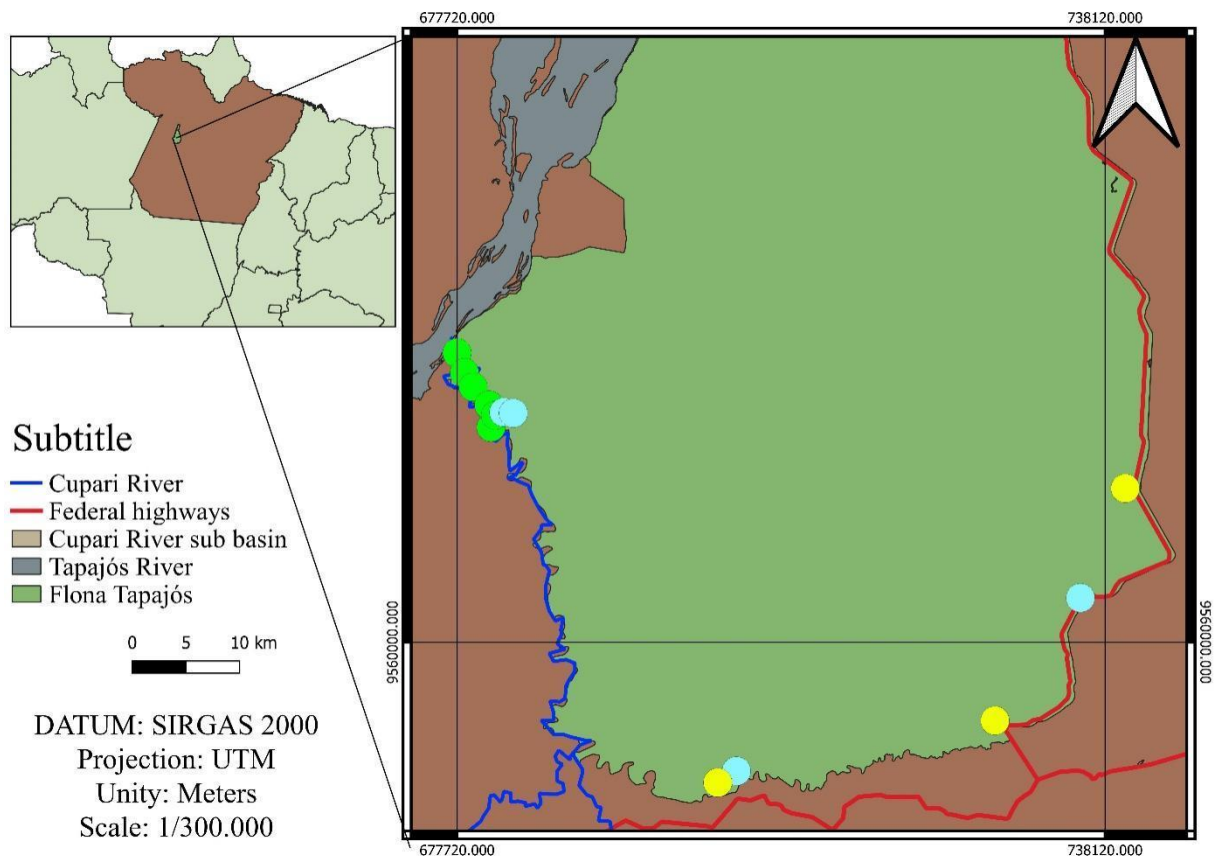 677720.000
738120.000
Subtitle
Cupari River
Federal highways
Cupari River sub basin
Tapajós River
Flona Tapajós
0 5 10 km
DATUM: SIRGAS 2000
Projection: UTM
Unity: Meters
Scale: 1/300.000
9560000.000
9560000.000
677720.000
738120.000